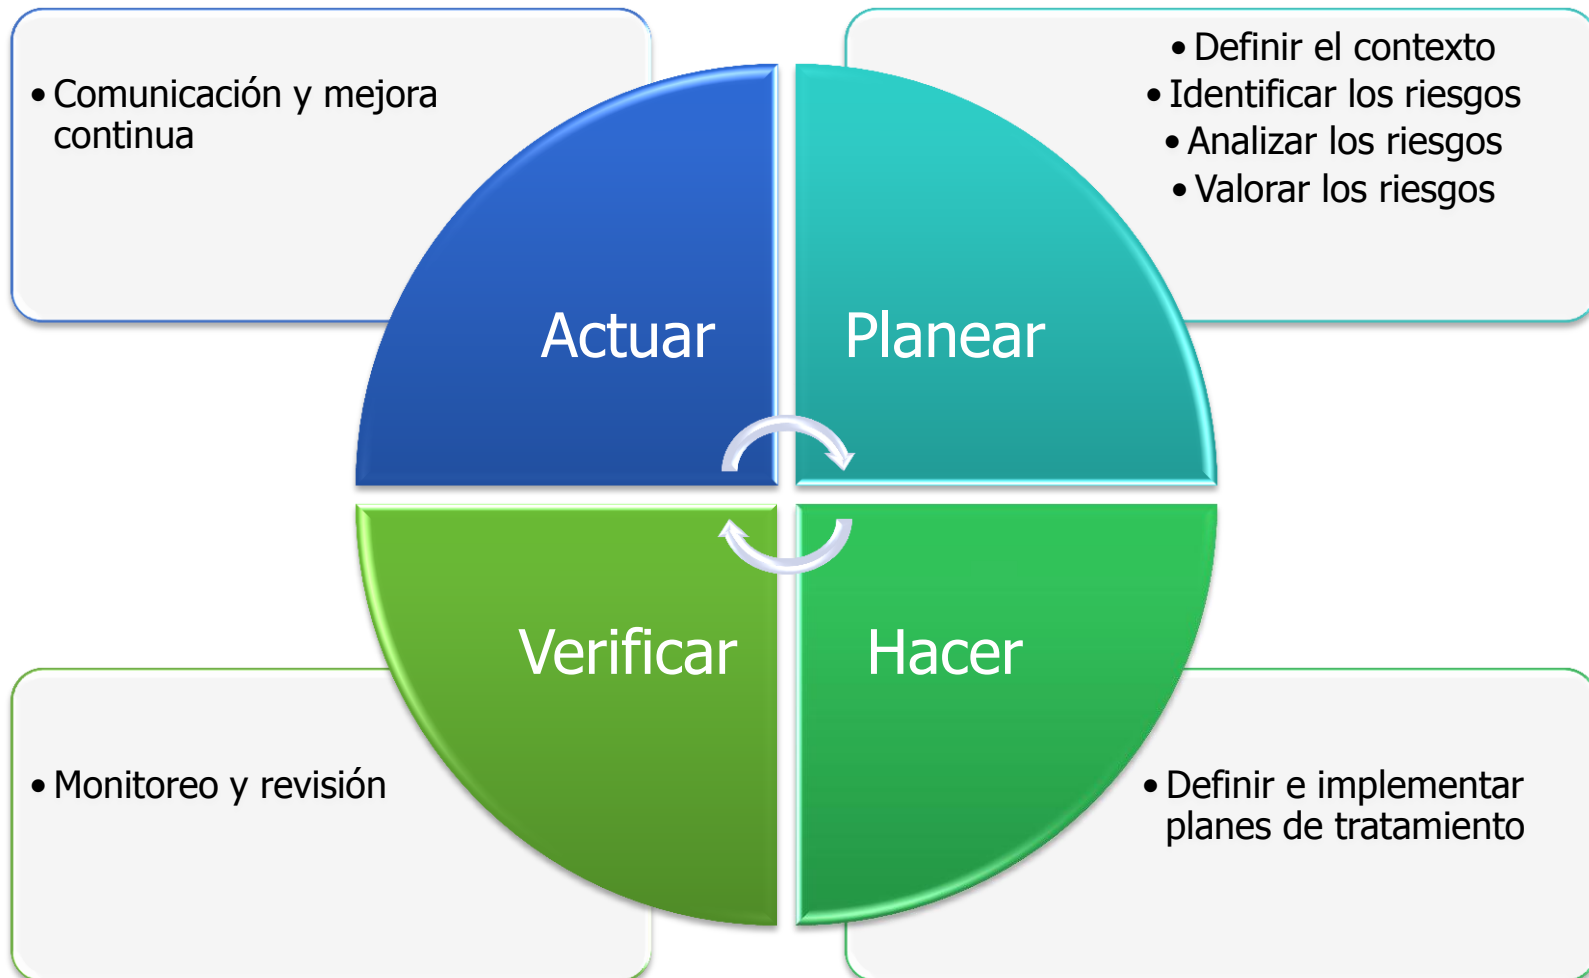 • Comunicación y mejora
continua
• Definir el contexto
• Identificar los riesgos
• Analizar los riesgos
• Valorar los riesgos
Actuar
Planear
Verificar
Hacer
• Monitoreo y revisión
• Definir e implementar
planes de tratamiento